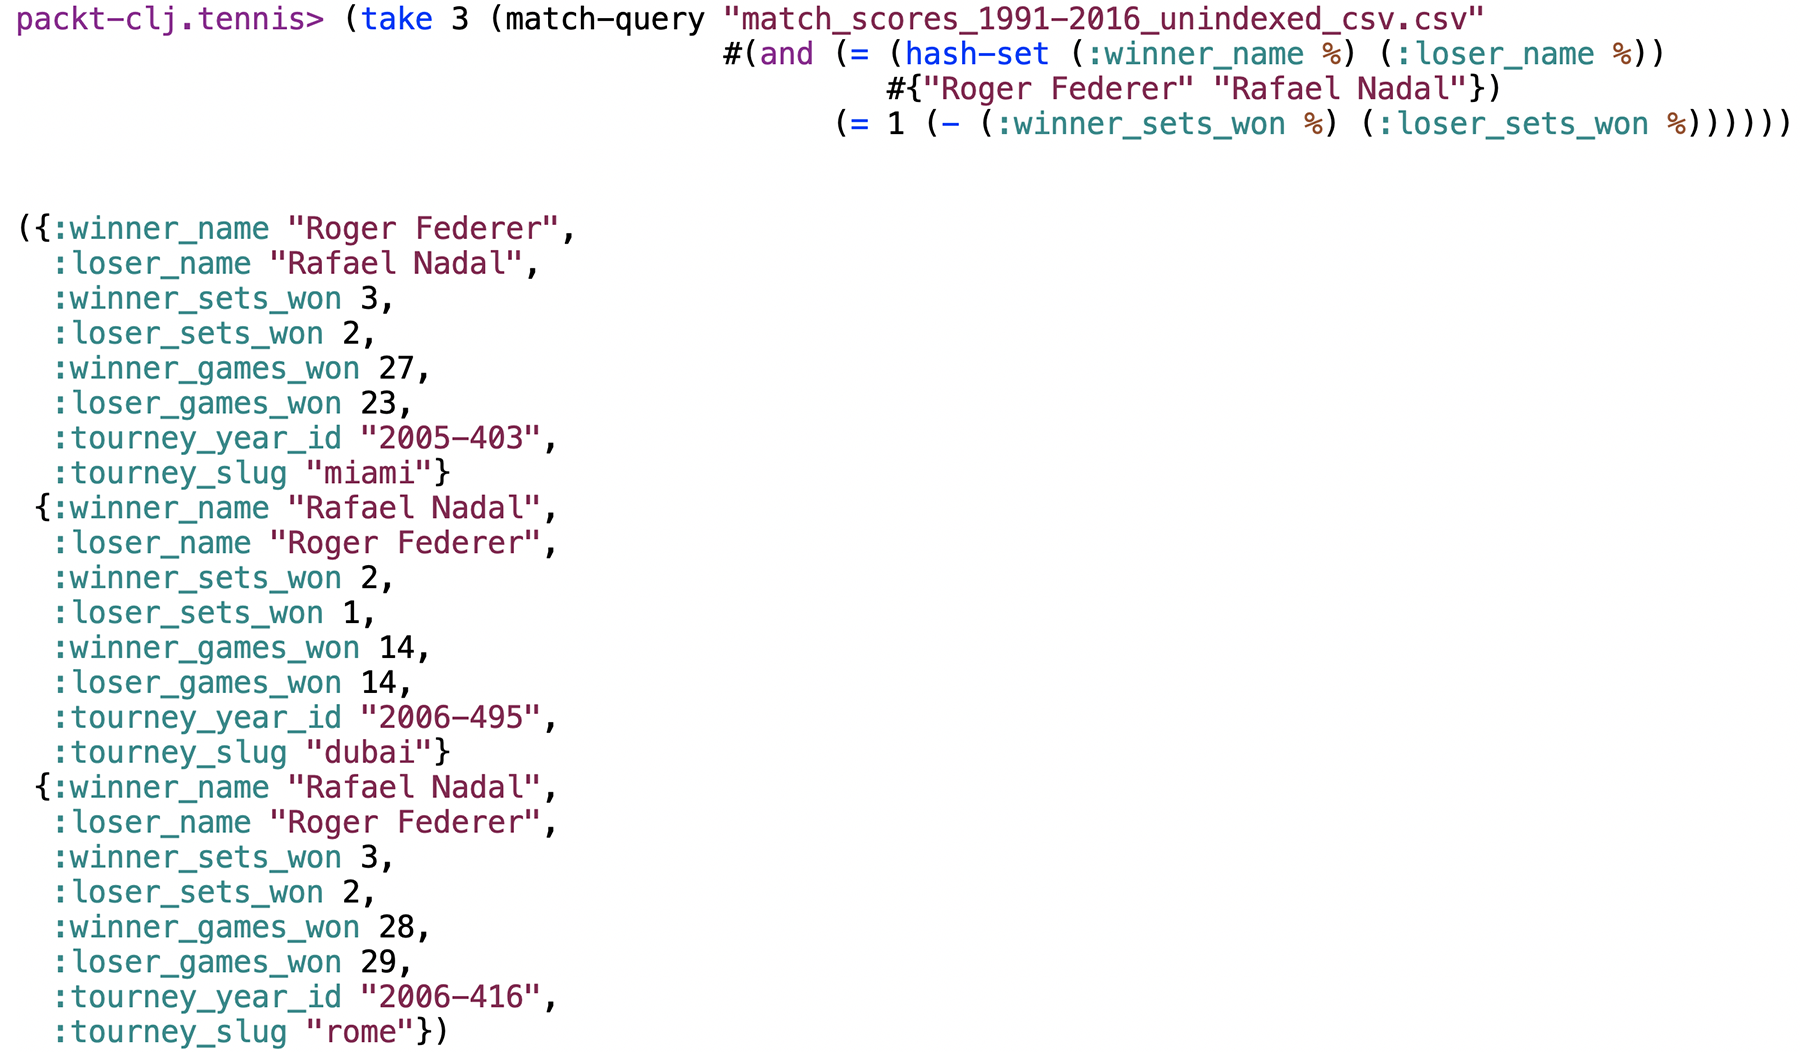 packt-clj.tennis> (take 3 (match-query "match_scores_1991-2016_unindexed_csv.csv"
#(and (= (hash-set (:winner_name %) (:loser_name %))
#{"Roger Federer" "Rafael Nadal"})
(= 1 (- (:winner_sets_won %) (:loser_sets_won %))))))
({:winner_name "Roger Federer",
:loser_name "Rafael Nadal",
:winner_sets_won 3,
:loser_sets_won 2,
:winner_games_won 27,
:loser_games_won 23,
:tourney_year_id "2005-403",
:tourney_slug "miami"}
{:winner_name "Rafael Nadal",
:loser_name "Roger Federer",
:winner_sets_won 2,
:loser_sets_won 1,
:winner_games_won 14,
:loser_games_won 14,
:tourney_year_id "2006-495",
:tourney_slug "dubai"}
{:winner_name "Rafael Nadal",
:loser_name "Roger Federer",
:winner_sets_won 3,
:loser_sets_won 2,
:winner_games_won 28,
:loser_games_won 29,
:tourney_year_id "2006-416",
:tourney_slug "rome"})